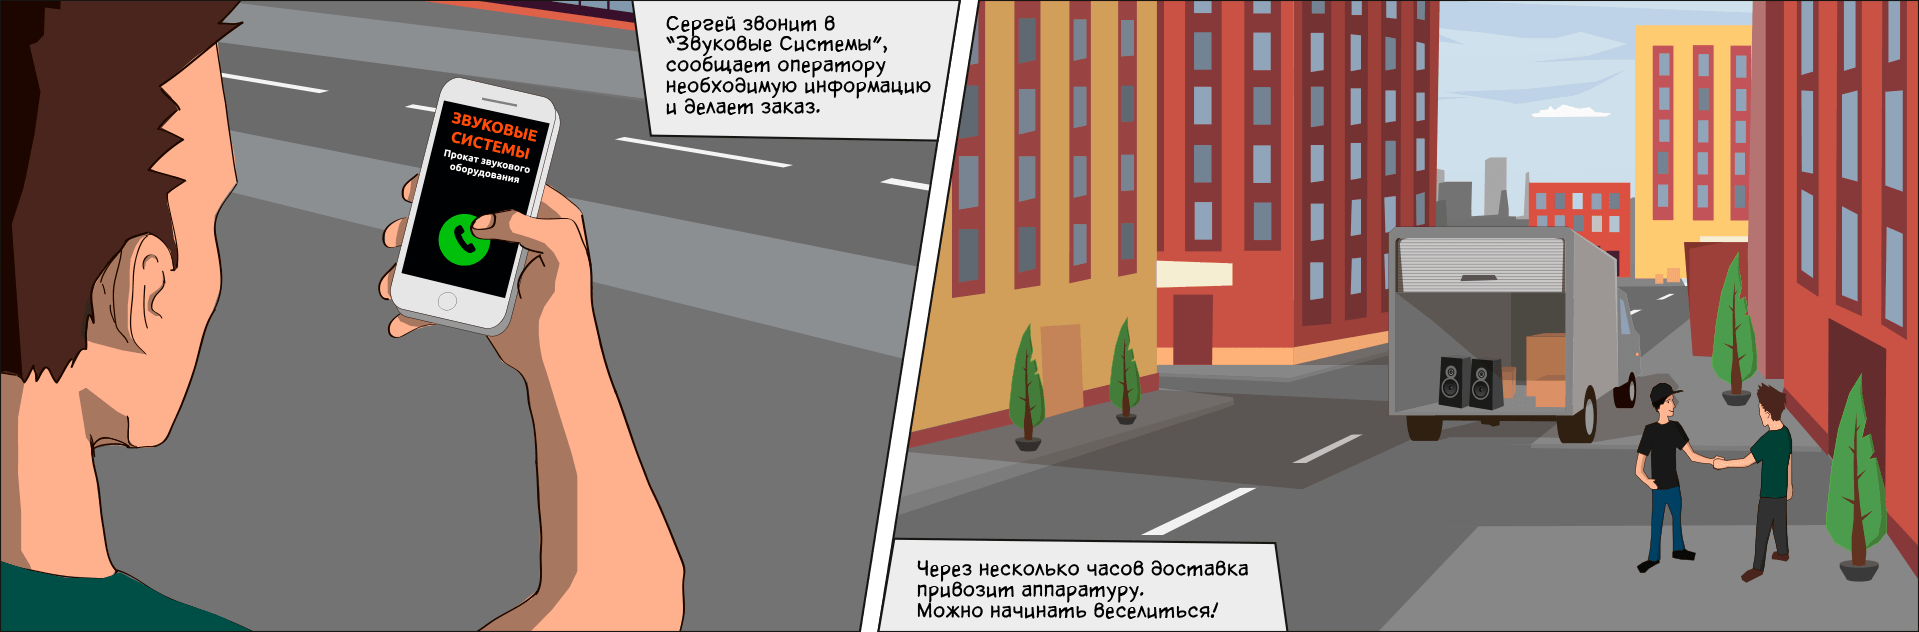 Сергей звонит в
“Звуковые Системы”,
сообщает оператору
необходимую информацию
и делает заказ.
ЗВУКОВЫЕ
СИСТЕМЫ
Прокат звукового
оборудования
Через несколько часов доставка
привозит аппаратуру.
Можно начинать веселиться!